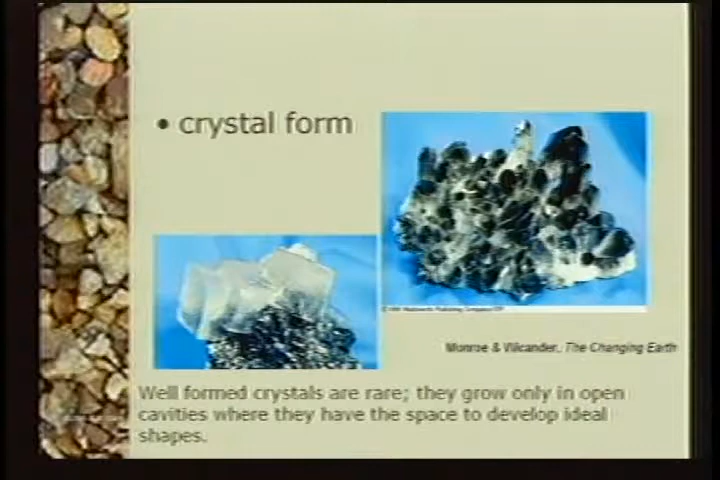 • crystal form
Monroe & Wicander, The Changing Earth
Well formed crystals are rare; they grow only in open
cavities where they have the space to develop ideal
shapes.